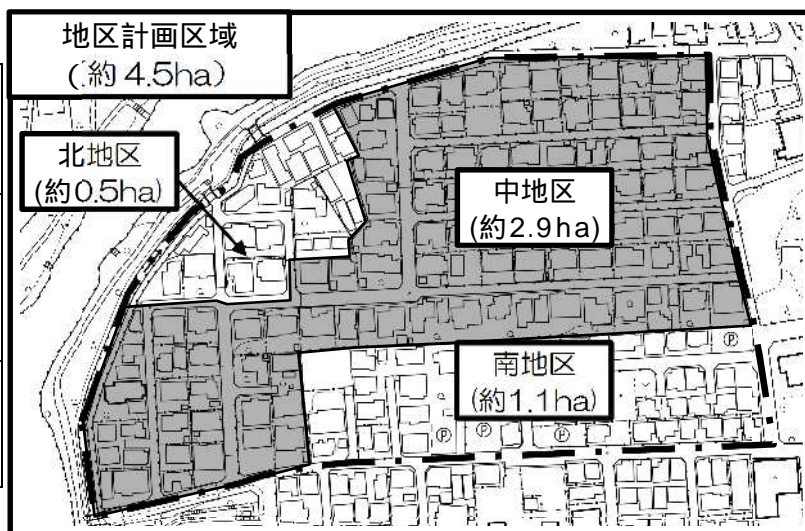 地区計画区域
(約4.5ha)
北地区
(約0.5ha)
中地区
(約2.9ha)
南地区
(約1.1ha)
Ⓟ
Ⓟ
Ⓟ
Ⓟ